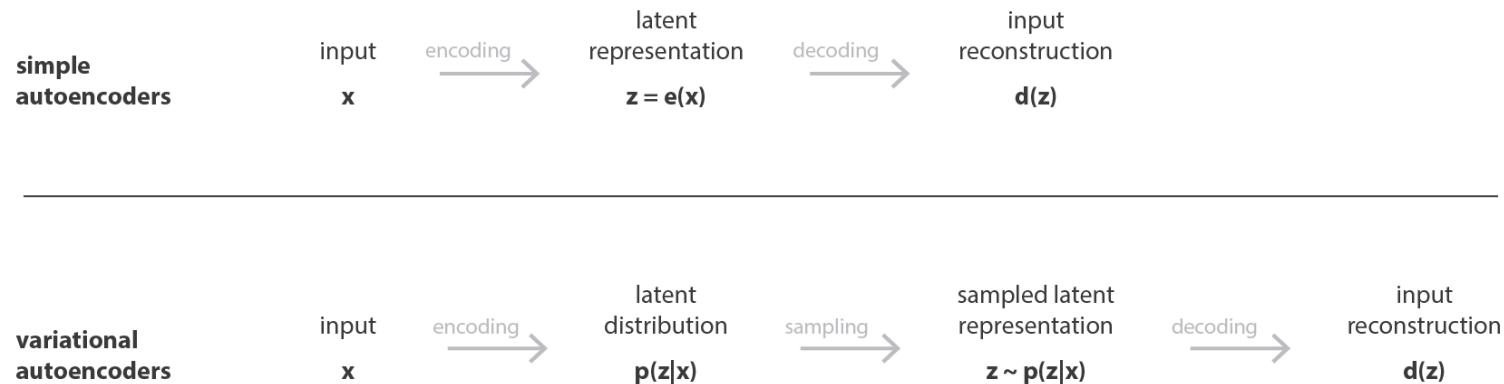 simple
autoencoders
input
x
encoding
latent
representation
z = e(x)
decoding
input
reconstruction
d(z)
variational
autoencoders
input
x
encoding
latent
distribution
p(z|x)
sampling
sampled latent
representation
z ~ p(z|x)
decoding
input
reconstruction
d(z)